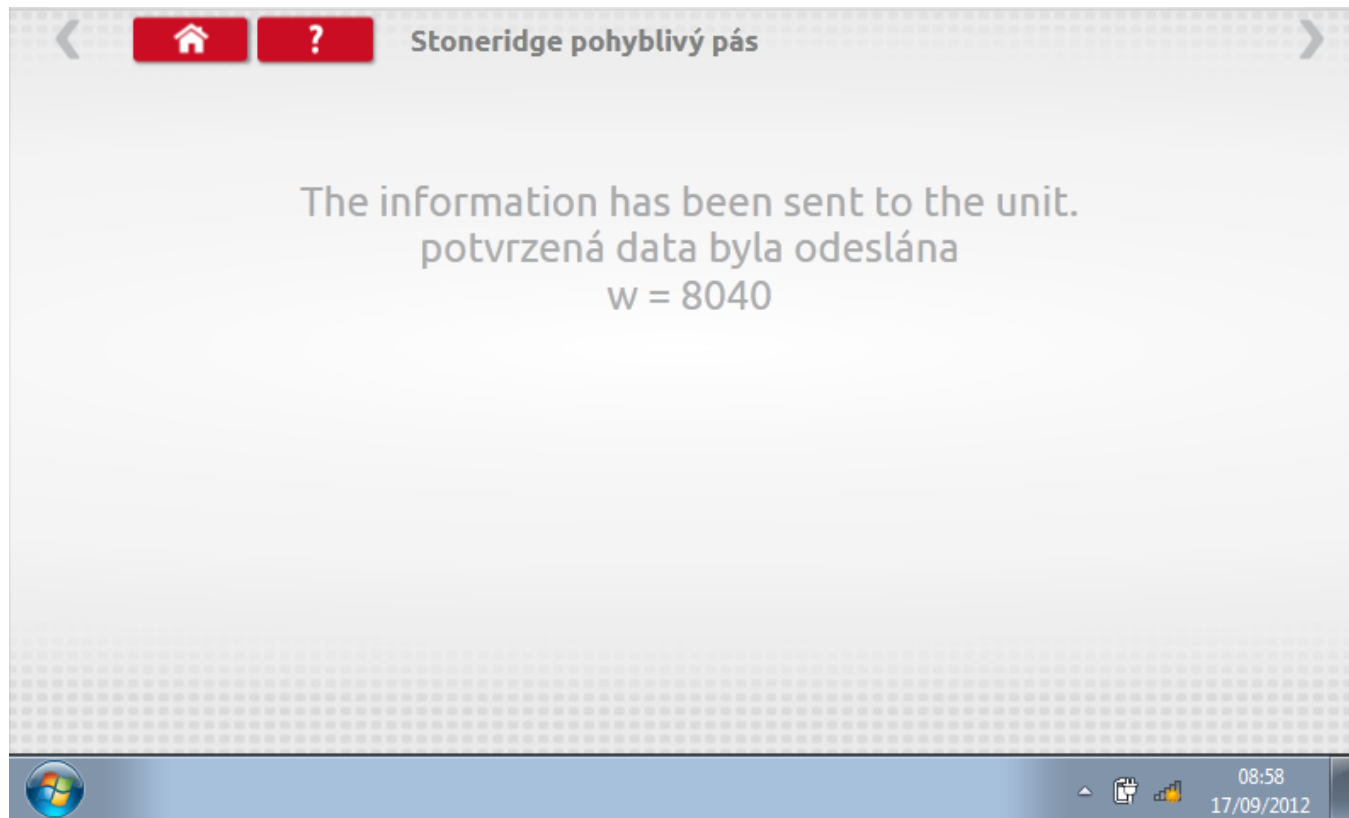 ? Stoneridge pohyblivý pás
The information has been sent to the unit.
potvrzená data byla odeslána
w = 8040
08:58
17/09/2012